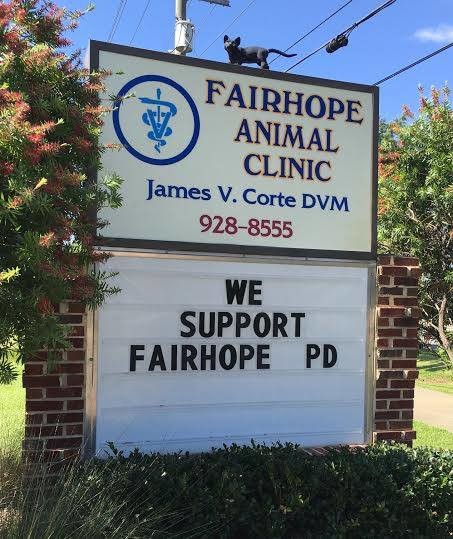 FAIRHOPE
ANIMAL
CLINIC
James V. Corte DVM
928-8555
WE
SUPPORT
FAIRHOPE PD